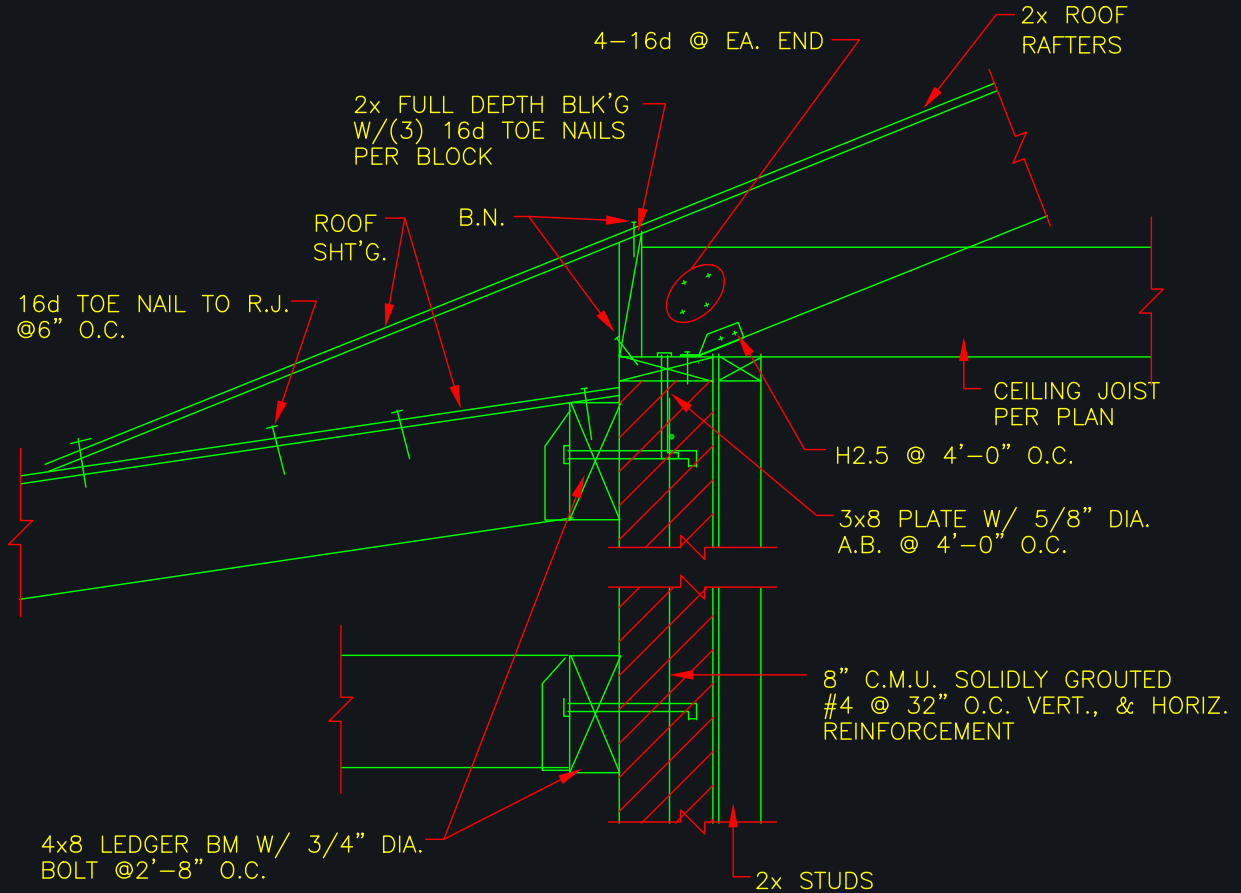 2x ROOF
RAFTERS
4-16d @ EA. END
2x FULL DEPTH BLK'G
W/(3) 16d TOE NAILS
PER BLOCK
B.N.
ROOF
SHT'G.
16d TOE NAIL TO R.J.
@6" O.C.
CEILING JOIST
PER PLAN
H2.5 @ 4'-0" O.C.
3x8 PLATE W/ 5/8" DIA.
A.B. @ 4'-0" O.C.
8" C.M.U. SOLIDLY GROUTED
#4 @ 32" O.C. VERT., & HORIZ.
REINFORCEMENT
4x8 LEDGER BM W/ 3/4" DIA.
BOLT @2'-8" O.C.
2x STUDS